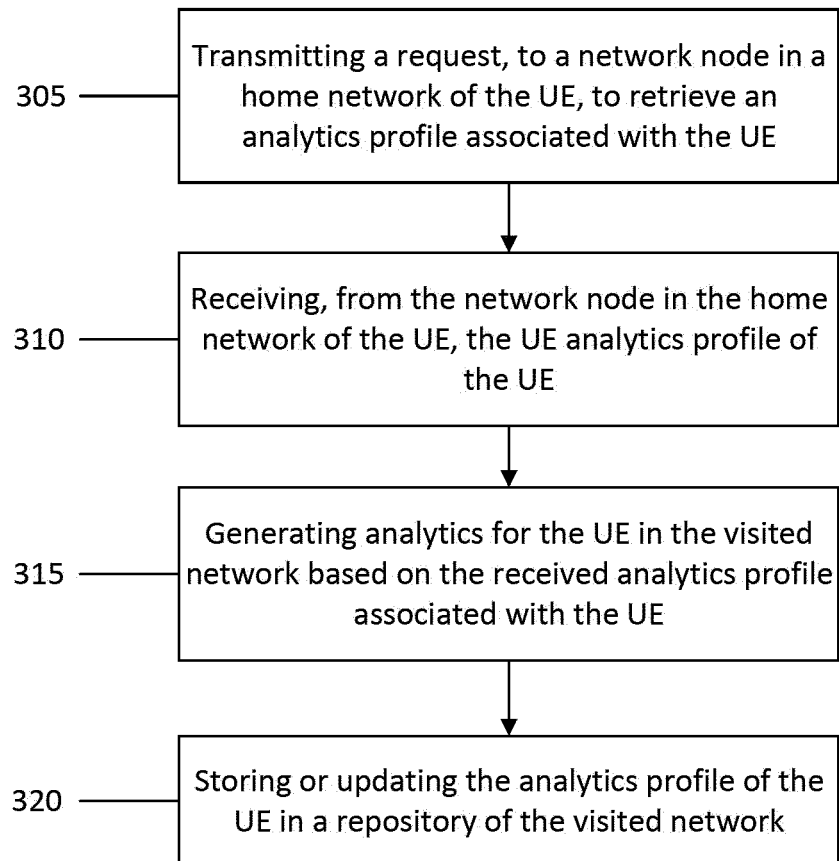 305
Transmitting a request, to a network node in a
home network of the UE, to retrieve an
analytics profile associated with the UE
310
Receiving, from the network node in the home
network of the UE, the UE analytics profile of
the UE
315
Generating analytics for the UE in the visited
network based on the received analytics profile
associated with the UE
320
Storing or updating the analytics profile of the
UE in a repository of the visited network